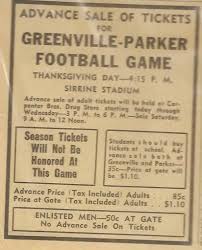 ADVANCE SALE OF TICKETS
FOR
GREENVILLE-PARKER
FOOTBALL GAME
THANKSGIVING DAY—4:15 P. M.
SIRRINE STADIUM
Advance sale of adult tickets will be held at Car-
penter Bros. Drug Store starting today through
Wednesday—3 P. M. to 6 P. M.—Sale Saturday
9 A. M. to 12 Noon.
Season Tickets
Will Not Be
Honored At
This Game
Students should buy
tickets at school. Ad-
vance sale both at
Greenville and Parker—
35c—Price at gate will
be $1.10.
Advance Price (Tax Included) Adults 85c
Price at Gate (Tax Included) Adults $1.10
ENLISTED MEN—50c AT GATE
No Advance Sale On Tickets